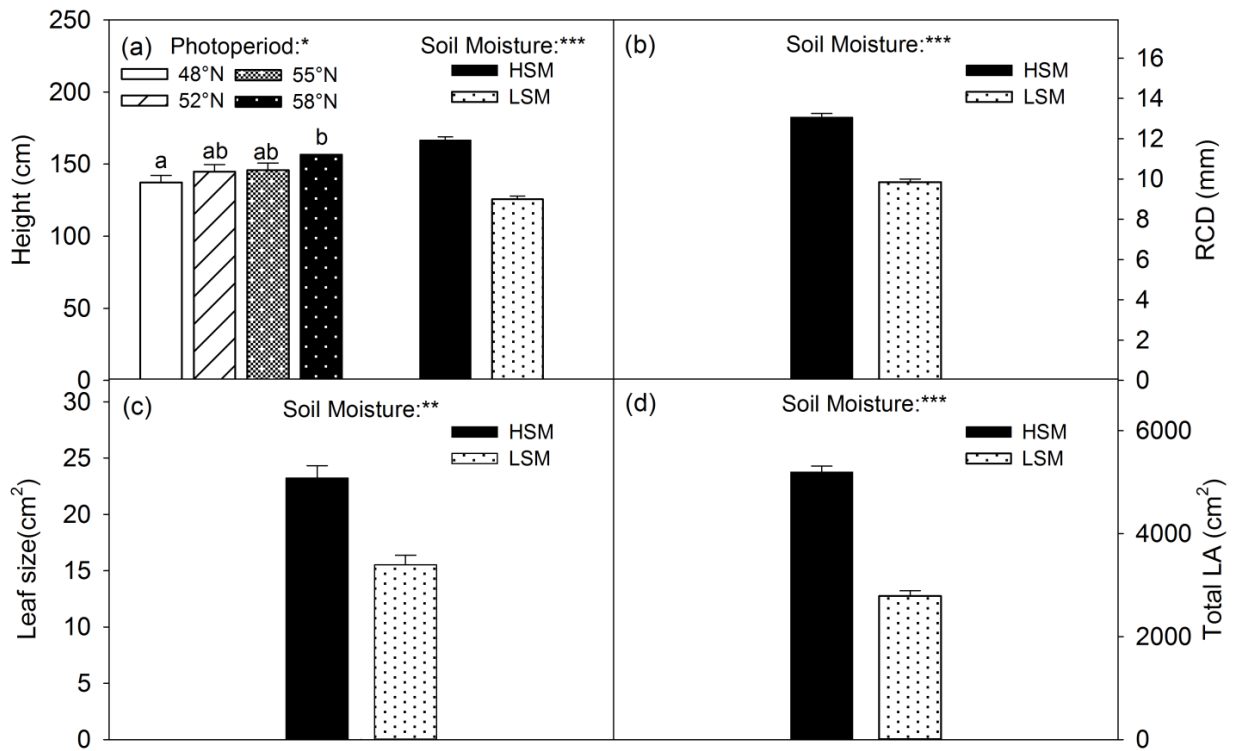 (a)
Photoperiod:*
48°N
55°N
52°N
58°N
Soil Moisture:***
HSM
LSM
a
ab
ab
b
Height (cm)
250
200
150
100
50
0
(b)
Soil Moisture:***
HSM
LSM
RCD (mm)
16
14
12
10
8
6
4
2
0
(c)
Soil Moisture:**
HSM
LSM
Leaf size(cm²)
30
25
20
15
10
5
0
(d)
Soil Moisture:***
HSM
LSM
Total LA (cm²)
6000
4000
2000
0